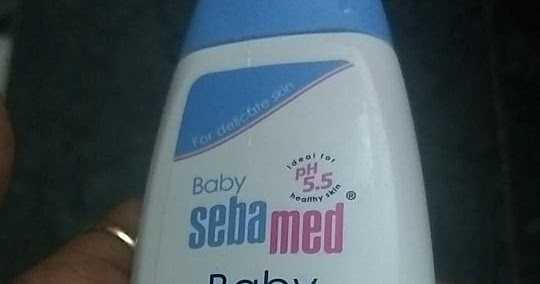 For delicate skin
Baby
ideal for
pH
5.5
healthy skin
sebamed®
Baby